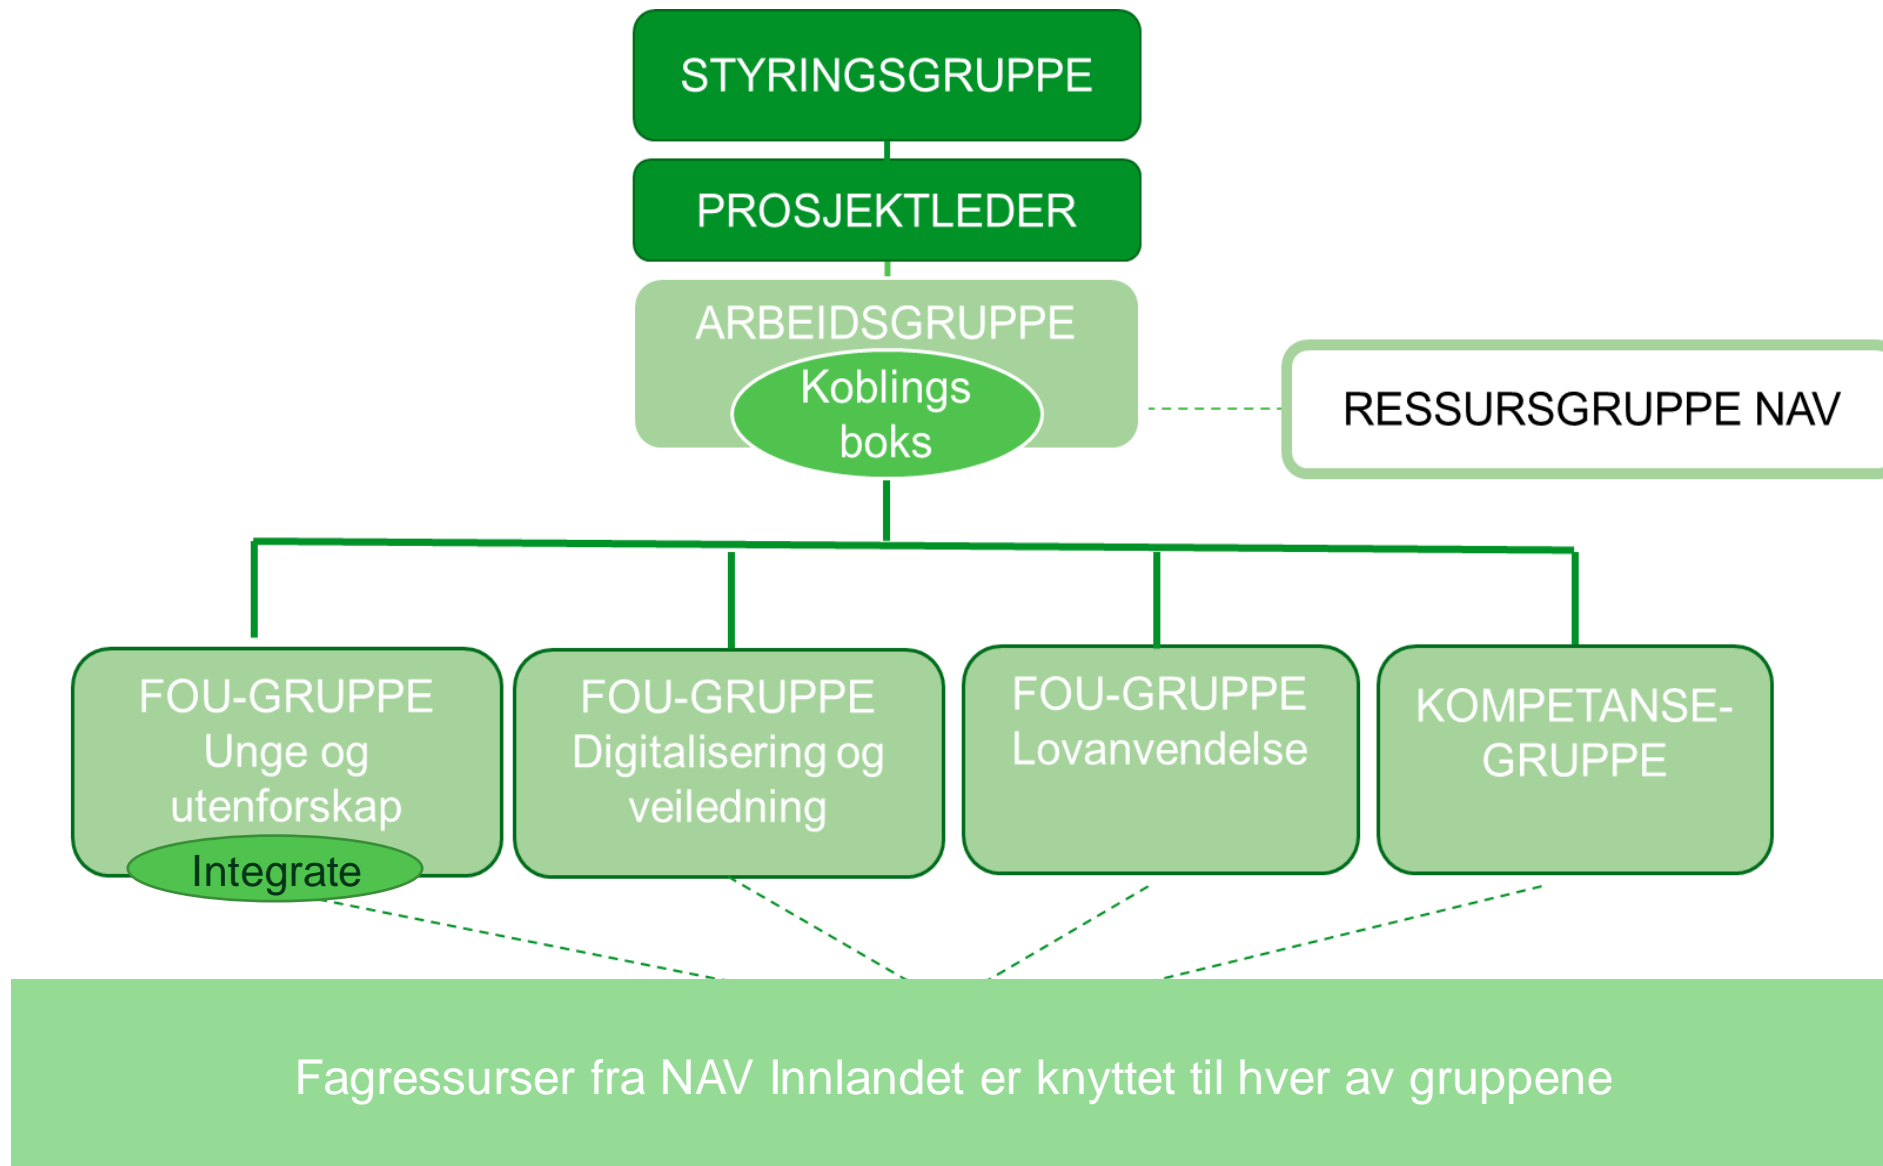 STYRINGSGRUPPE
PROSJEKTLEDER
ARBEIDSGRUPPE
Koblings
boks
RESSURSGRUPPE NAV
FOU-GRUPPE
Unge og
utenforskap
Integrate
FOU-GRUPPE
Digitalisering og
veiledning
FOU-GRUPPE
Lovanvendelse
KOMPETANSE-
GRUPPE
Fagressurser fra NAV Innlandet er knyttet til hver av gruppene